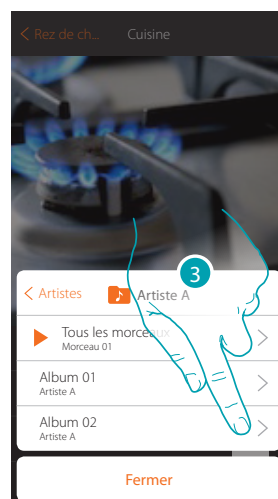 Rez de ch... Cuisine
3
Artistes Artiste A
Tous les morceaux
Morceau 01
Album 01
Artiste A
Album 02
Artiste A
Fermer